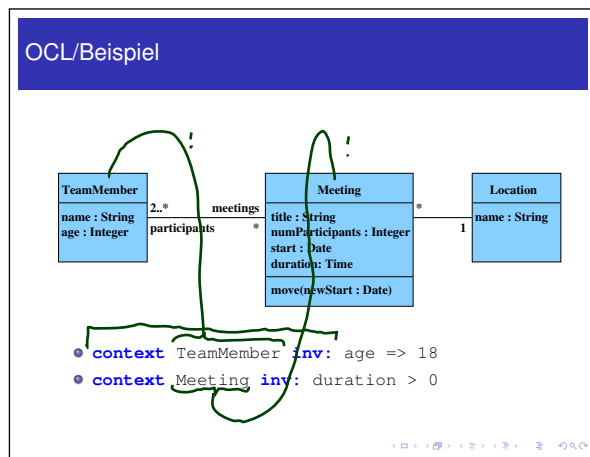 OCL/Beispiel
!
!
TeamMember
name : String
age : Integer
2..*
participants
meetings
*
Meeting
title : String
numParticipants : Integer
start : Date
duration: Time
move(newStart : Date)
*
1
Location
name : String
context TeamMember inv: age => 18
context Meeting inv: duration > 0